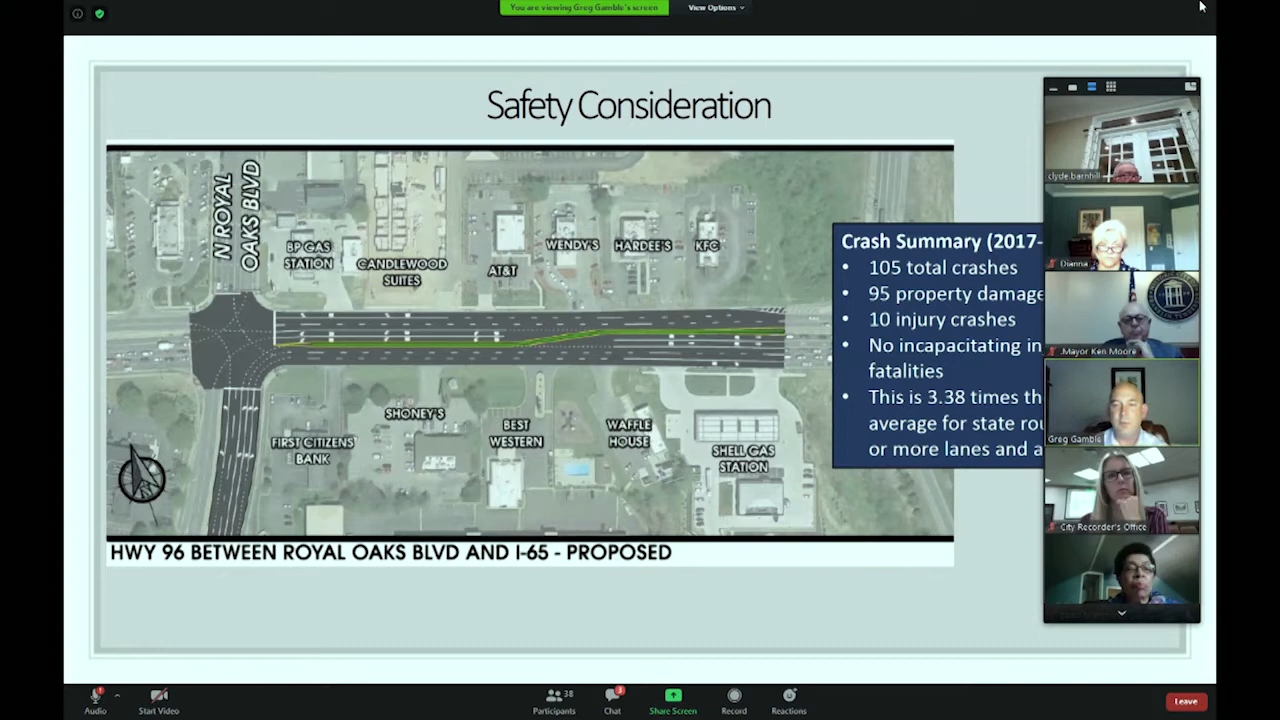 You are viewing Greg Gamble's screen
View Options
Safety Consideration
N ROYAL
OAKS BLVD
BP GAS
STATION
CANDLEWOOD
SUITES
AT&T
WENDY'S
HARDEE'S
KFC
SHONEY'S
FIRST CITIZENS
BANK
BEST
WESTERN
WAFFLE
HOUSE
SHELL GAS
STATION
HWY 96 BETWEEN ROYAL OAKS BLVD AND I-65 - PROPOSED
Crash Summary (2017-
• 105 total crashes
• 95 property damage
• 10 injury crashes
• No incapacitating in
fatalities
• This is 3.38 times th
average for state rou
or more lanes and a
clyde.barnhill
Dianna
.Mayor Ken Moore
Greg Gamble
City Recorder's Office
Audio
Start Video
Participants
38
Chat
3
Share Screen
Record
Reactions
Leave